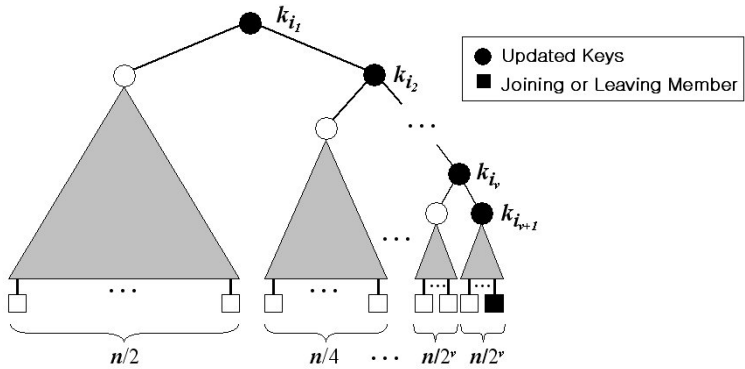 k_{i_1}
k_{i_2}
Updated Keys
Joining or Leaving Member
...
k_{i_v}
k_{i_{v+1}}
...
... ... ... ...
n/2 n/4 ... n/2^v n/2^v